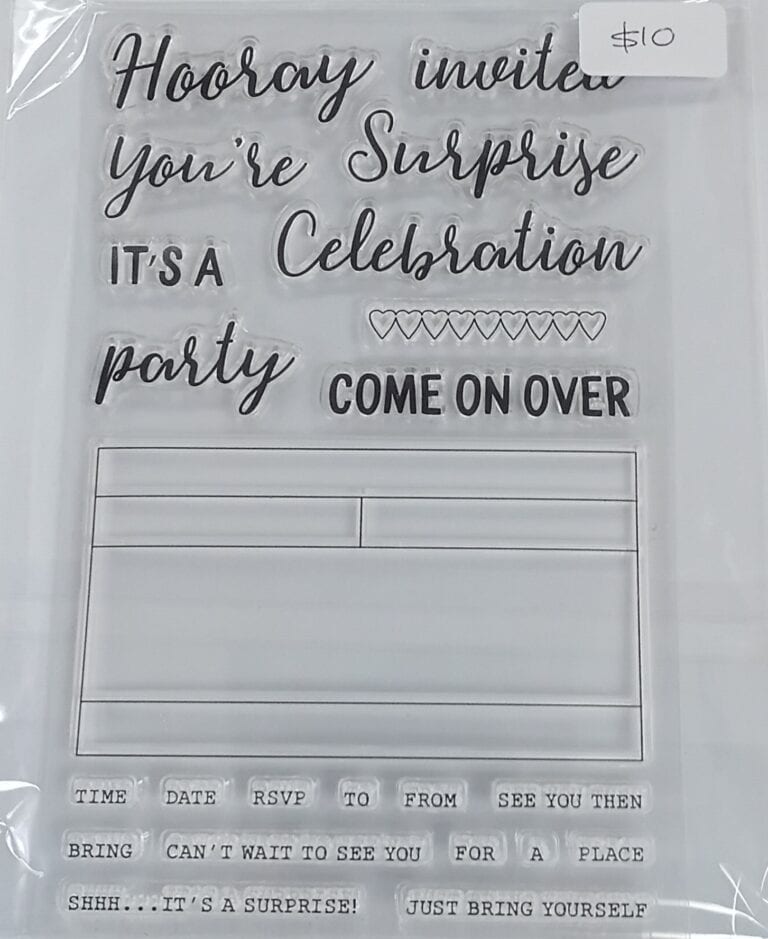 $10
Hooray invited
You're Surprise
IT'S A Celebration
party COME ON OVER
TIME DATE RSVP TO FROM SEE YOU THEN
BRING CAN'T WAIT TO SEE YOU FOR A PLACE
SHHH...IT'S A SURPRISE! JUST BRING YOURSELF